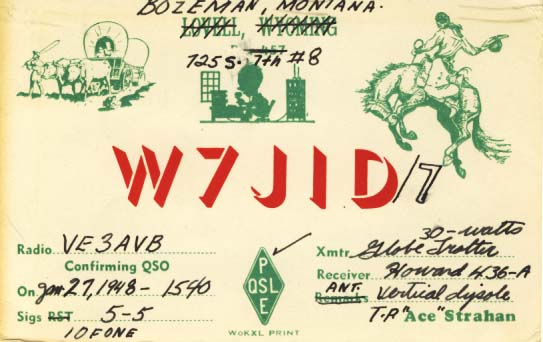 BOZEMAN, MONTANA.
LOVELL, WYOMING
725 S. 7th #8
W7JID/7
Radio VE3AVB
Confirming QSO
On Jan 27, 1948 - 1540
Sigs RST 5-5
10 FONE
PSE QSL
30-watts
Xmtr Globe Trotter
Receiver Howard 436-A
ANT.
Remarks Vertical dipole
T.P. "Ace" Strahan
WØKXL PRINT